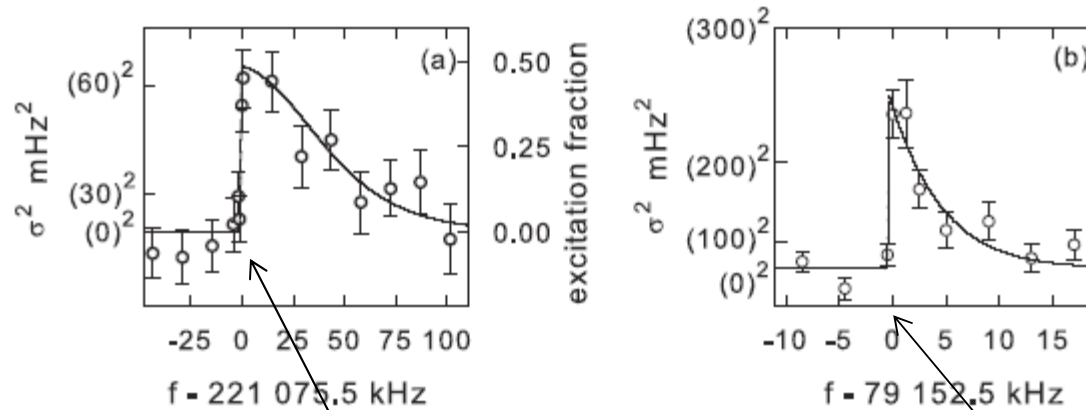 (a)
(60)²
(30)²
(0)²
σ² mHz²
0.50
0.25
0.00
excitation fraction
-25 0 25 50 75 100
f - 221 075.5 kHz
(b)
(300)²
(200)²
(100)²
(0)²
σ² mHz²
-10 -5 0 5 10 15
f - 79 152.5 kHz